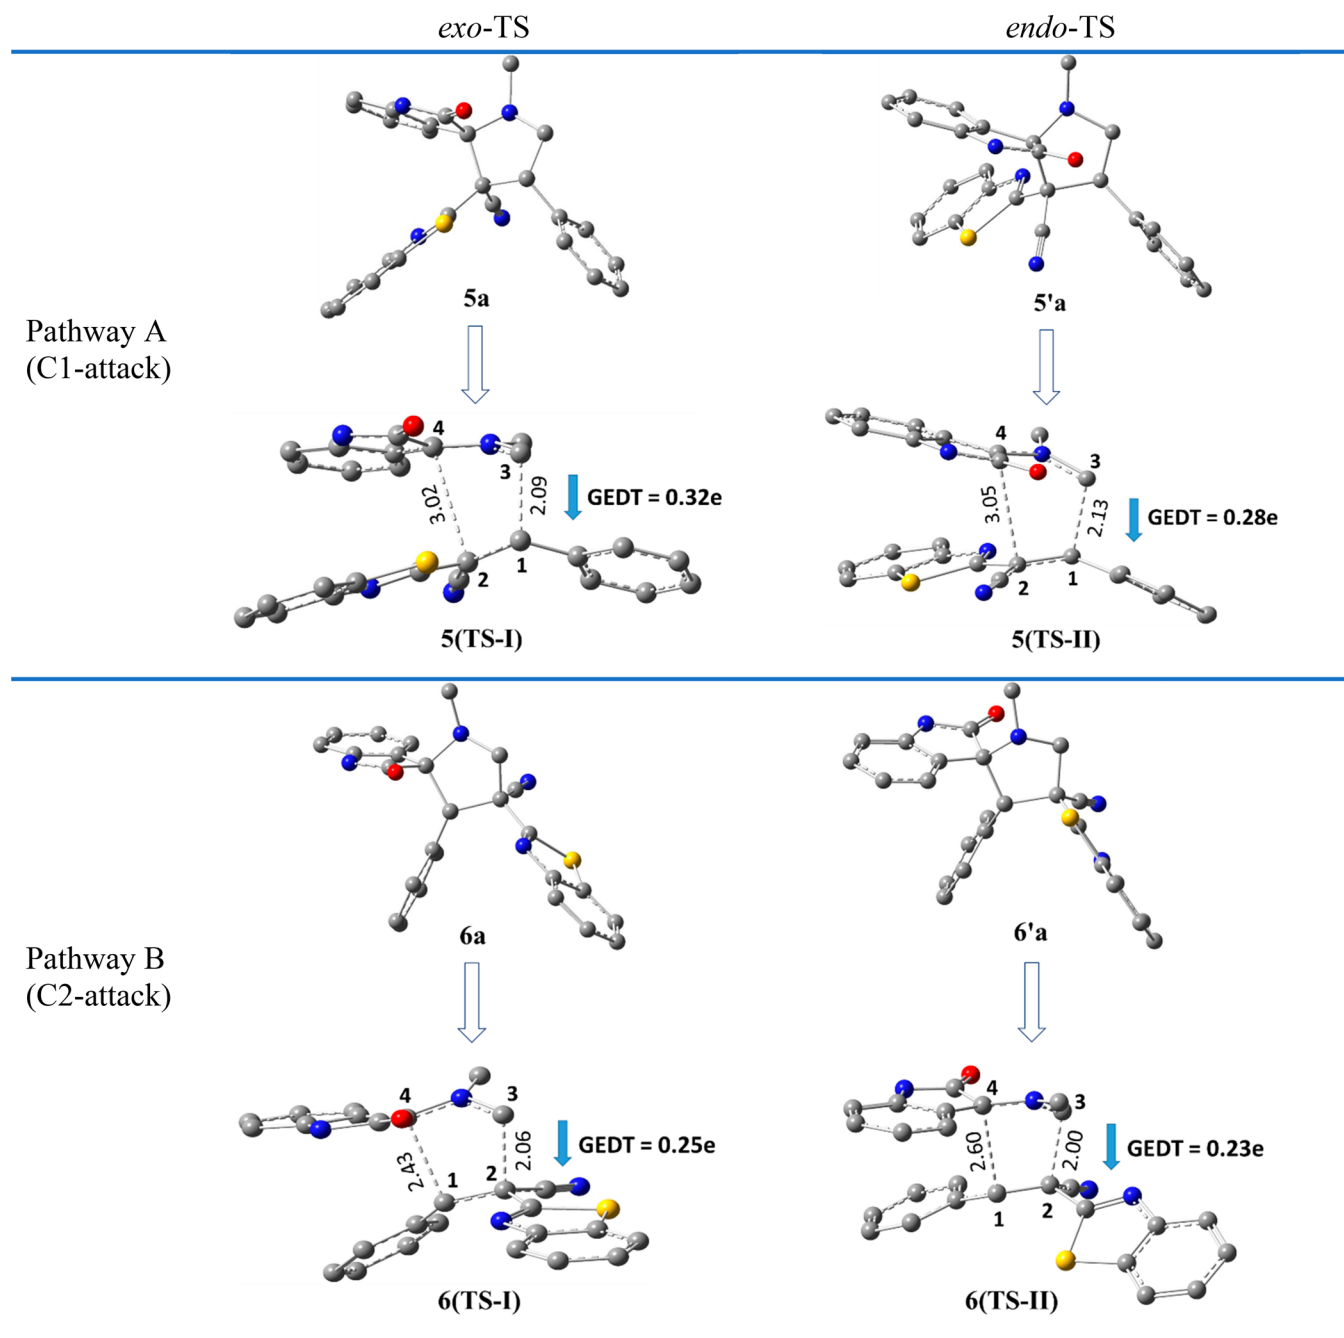 exo-TS endo-TS
5a 5'a
Pathway A
(C1-attack)
4 3 3.02 2.09 GEDT = 0.32e 2 1
4 3 3.05 2.13 GEDT = 0.28e 2 1
5(TS-I) 5(TS-II)
6a 6'a
Pathway B
(C2-attack)
4 3 2.43 2.06 GEDT = 0.25e 1 2
4 3 2.60 2.00 GEDT = 0.23e 1 2
6(TS-I) 6(TS-II)